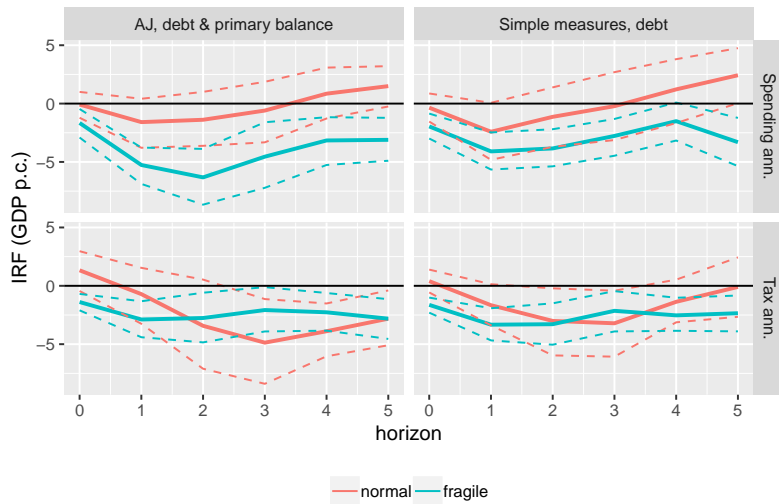 AJ, debt & primary balance
Simple measures, debt
5
0
−5
5
0
−5
IRF (GDP p.c.)
Spending ann.
Tax ann.
0 1 2 3 4 5
0 1 2 3 4 5
horizon
normal fragile